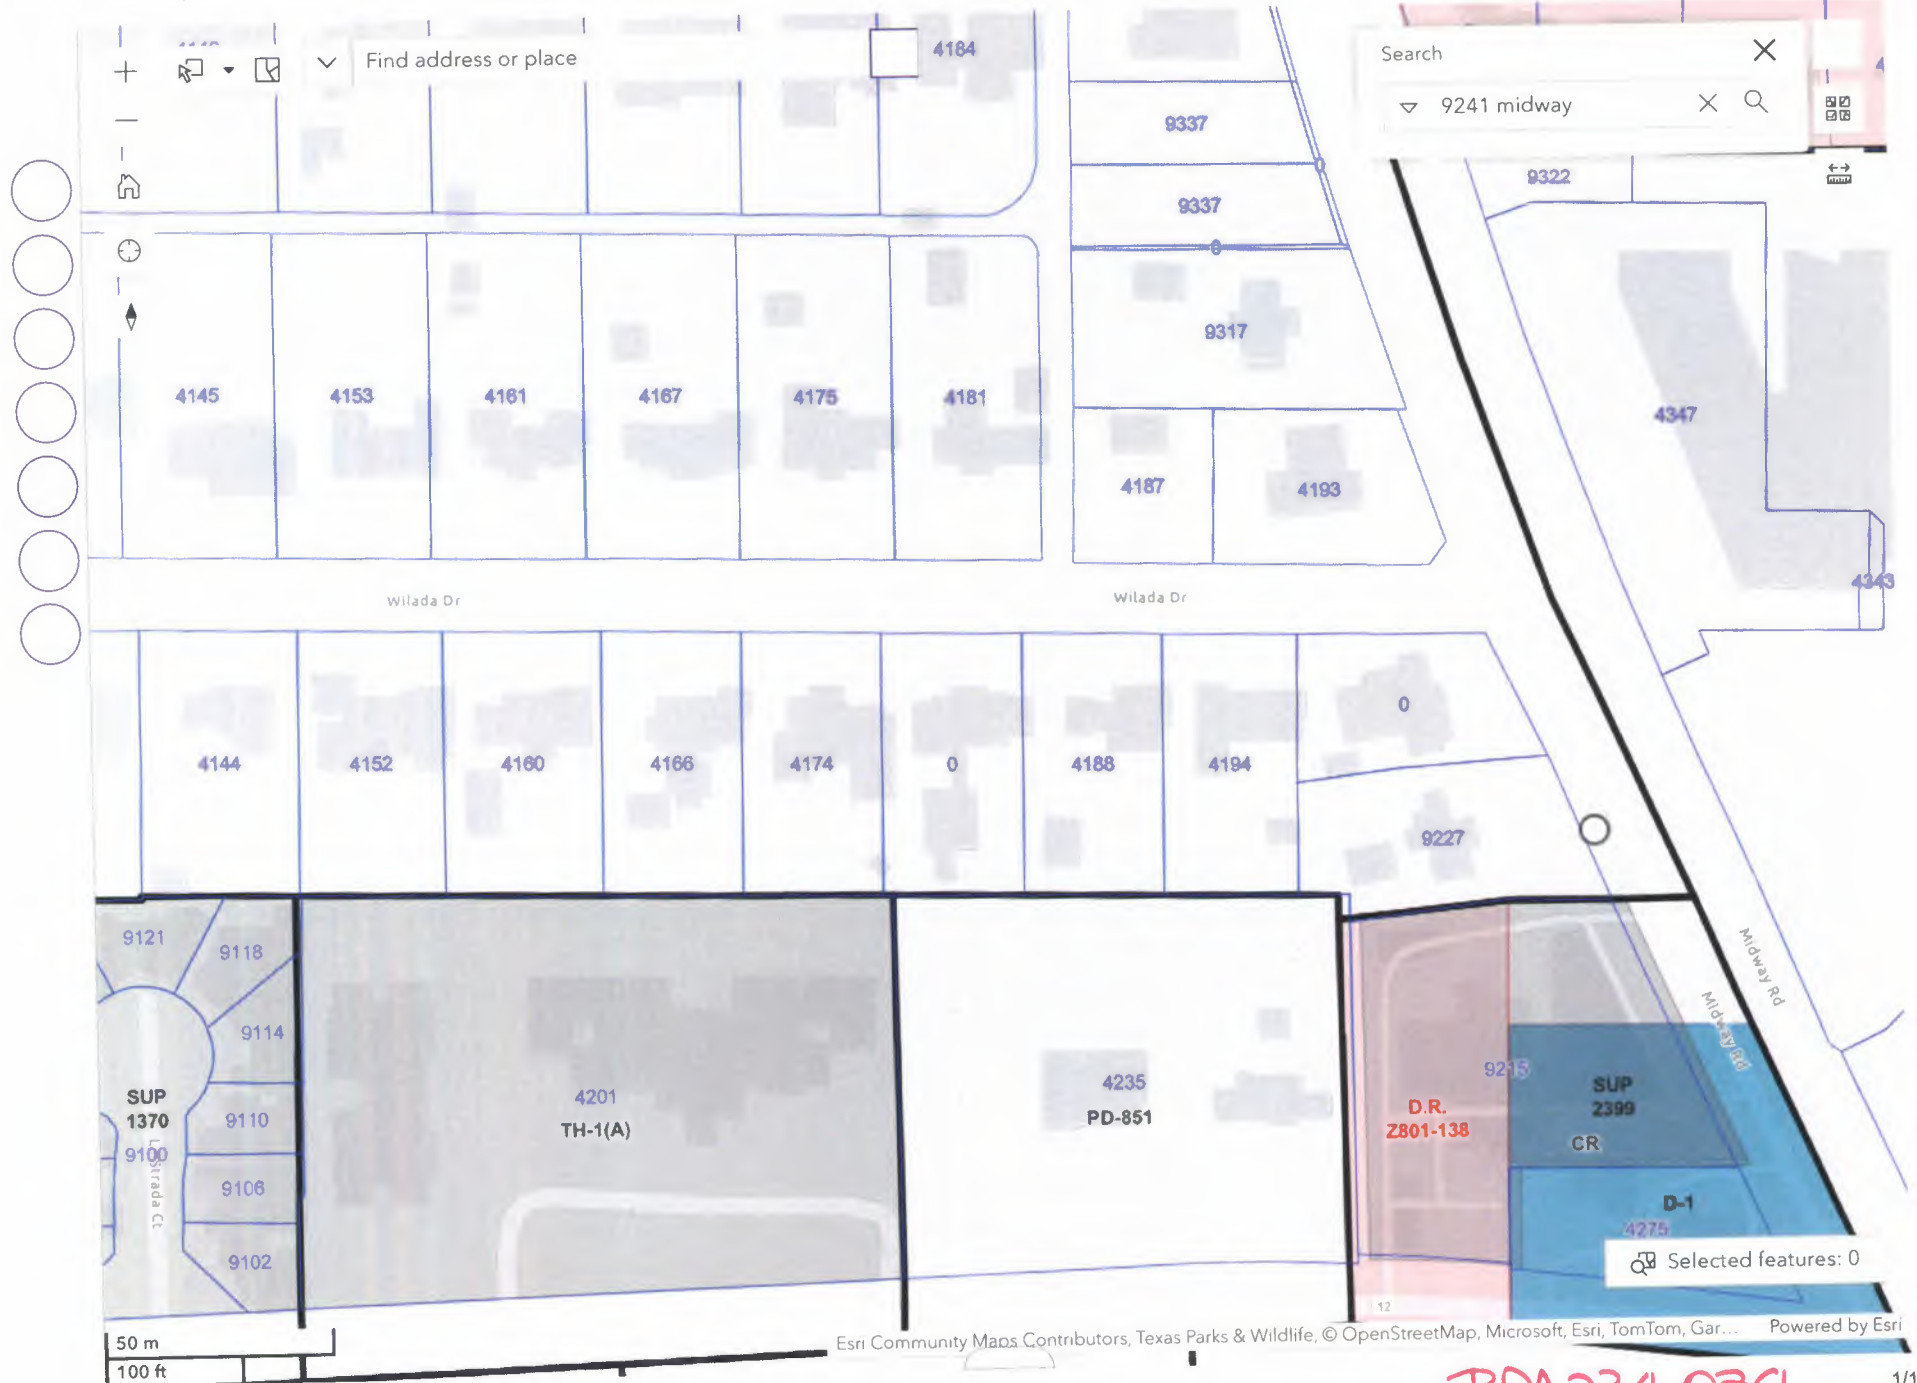 Find address or place
4184
Search
9241 midway
9337
0
9337
0
9322
9317
4347
4145
4153
4161
4167
4175
4181
4187
4193
4343
Wilada Dr
Wilada Dr
0
4144
4152
4160
4166
4174
0
4188
4194
9227
9121
9118
Midway Rd
Midway Rd
9114
9215
SUP
2399
4201
TH-1(A)
4235
PD-851
D.R.
Z801-138
CR
SUP
1370
9110
9100
9106
D-1
4275
9102
Selected features: 0
12
50 m
100 ft
Esri Community Maps Contributors, Texas Parks & Wildlife, © OpenStreetMap, Microsoft, Esri, TomTom, Gar...
Powered by Esri
1/1